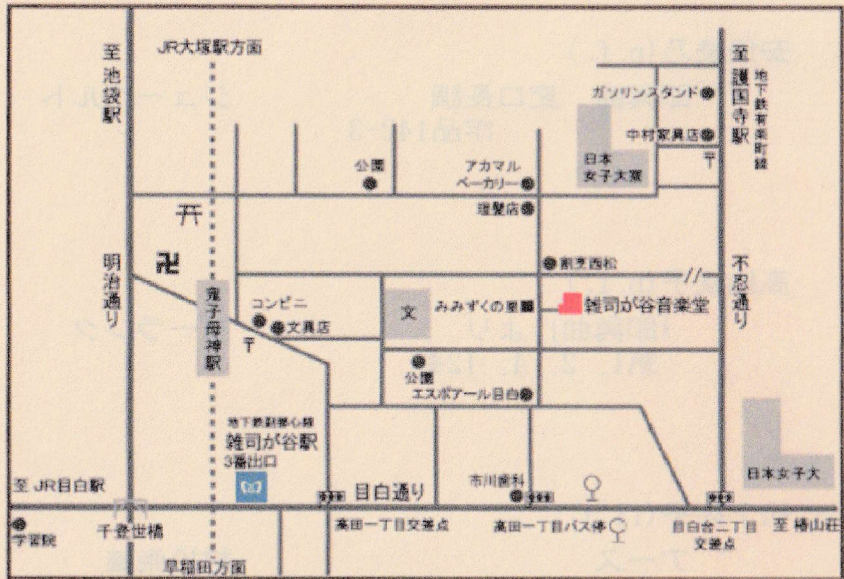 JR大塚駅方面
至 池袋駅
至 護国寺駅
地下鉄有楽町線
ガソリンスタンド
中村家具店
〒
日本
女子大寮
公園
アカマル
ベーカリー
理髪店
明治通り
不忍通り
割烹西松
鬼子母神駅
コンビニ
文具店
〒
文
みみずくの里
雑司が谷音楽堂
公園
エスポアール目白
地下鉄副都心線
雑司が谷駅
3番出口
日本女子大
至 JR目白駅
目白通り
市川歯科
学習院
千登世橋
高田一丁目交差点
高田一丁目バス停
目白台二丁目
交差点
至 椿山荘
早稲田方面